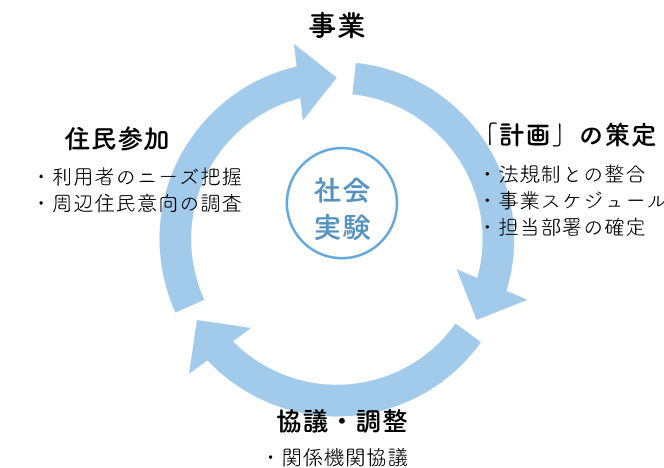 事業
「計画」の策定
・法規制との整合
・事業スケジュール
・担当部署の確定
協議・調整
・関係機関協議
住民参加
・利用者のニーズ把握
・周辺住民意向の調査
社会
実験